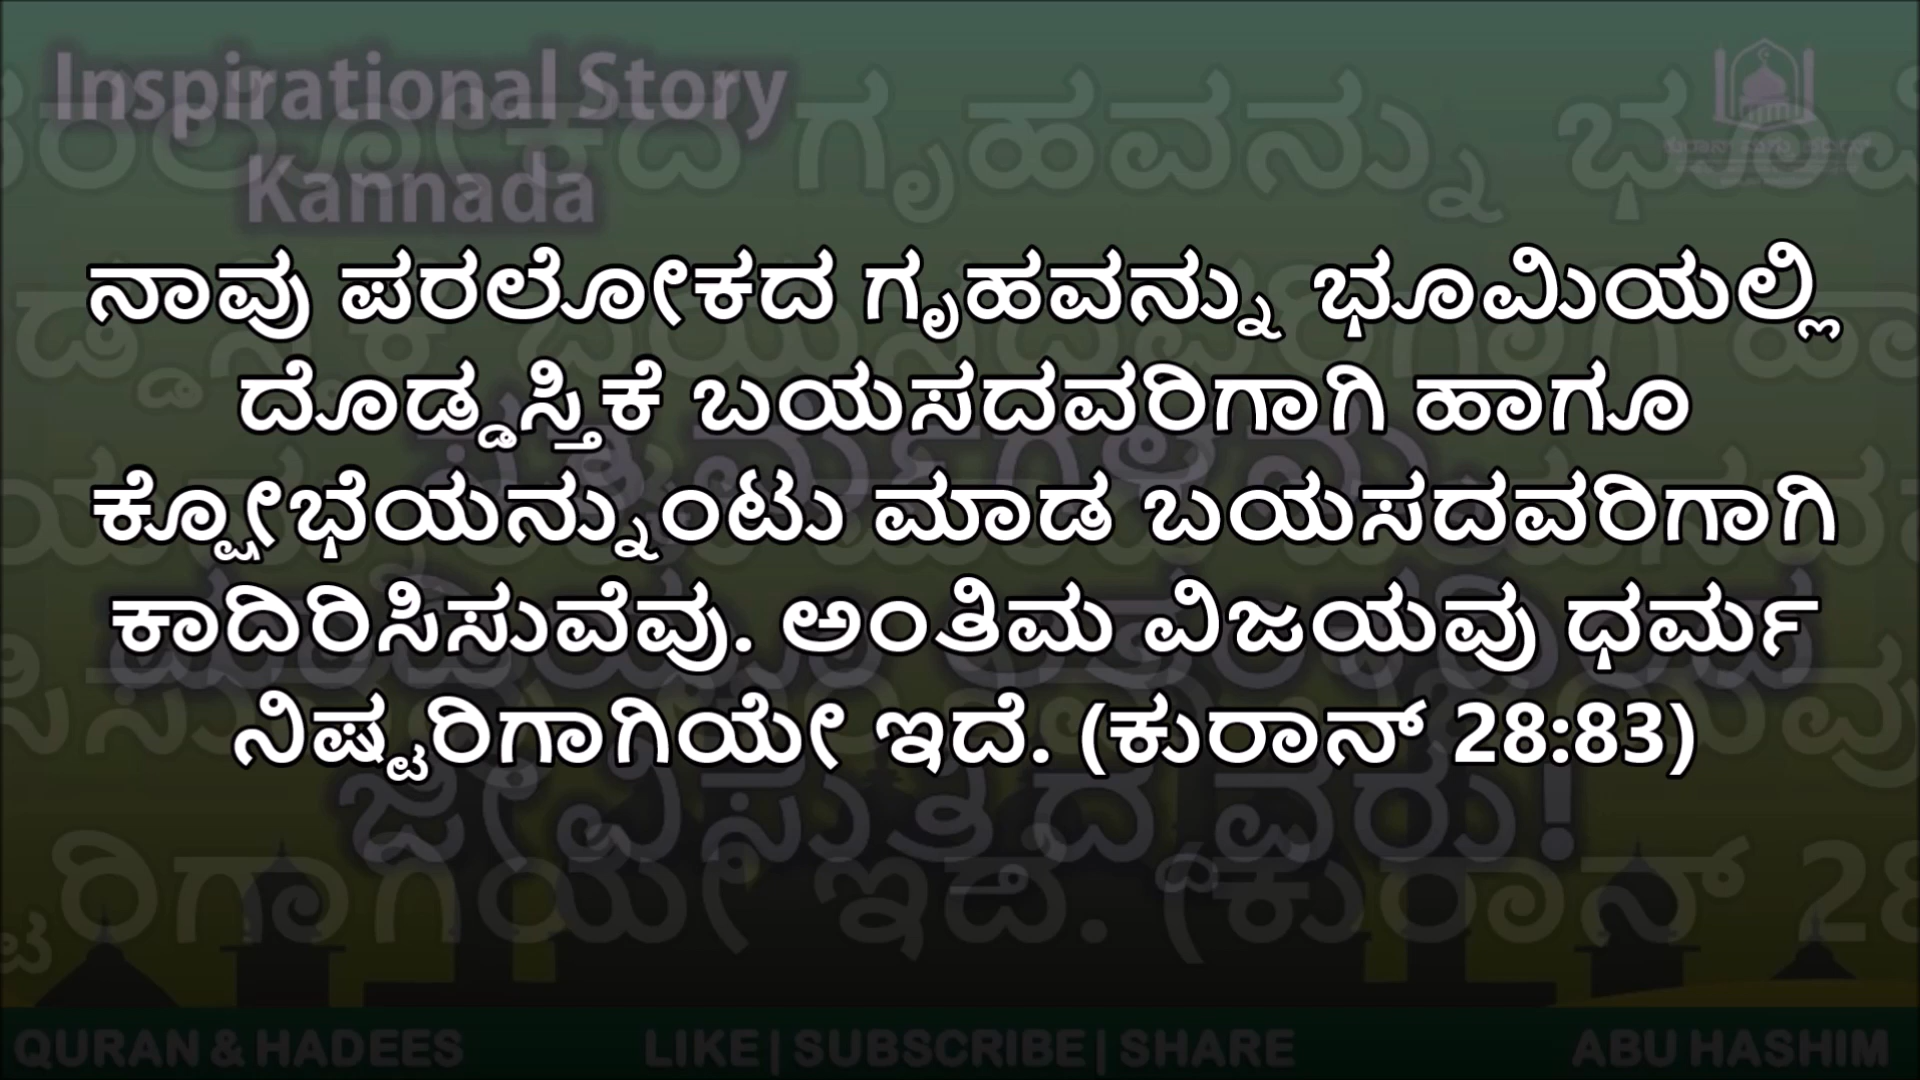 Inspirational Story
Kannada
ನಾವು ಪರಲೋಕದ ಗೃಹವನ್ನು ಭೂಮಿಯಲ್ಲಿ
ದೊಡ್ಡಸ್ತಿಕೆ ಬಯಸದವರಿಗಾಗಿ ಹಾಗೂ
ಕ್ಷೋಭೆಯನ್ನುಂಟು ಮಾಡ ಬಯಸದವರಿಗಾಗಿ
ಕಾದಿರಿಸಿಸುವೆವು. ಅಂತಿಮ ವಿಜಯವು ಧರ್ಮ
ನಿಷ್ಟರಿಗಾಗಿಯೇ ಇದೆ. (ಕುರಾನ್ 28:83)
ಜೀವಿಸುತ್ತಿದ್ದವರು!
QURAN & HADEES LIKE | SUBSCRIBE | SHARE ABU HASHIM